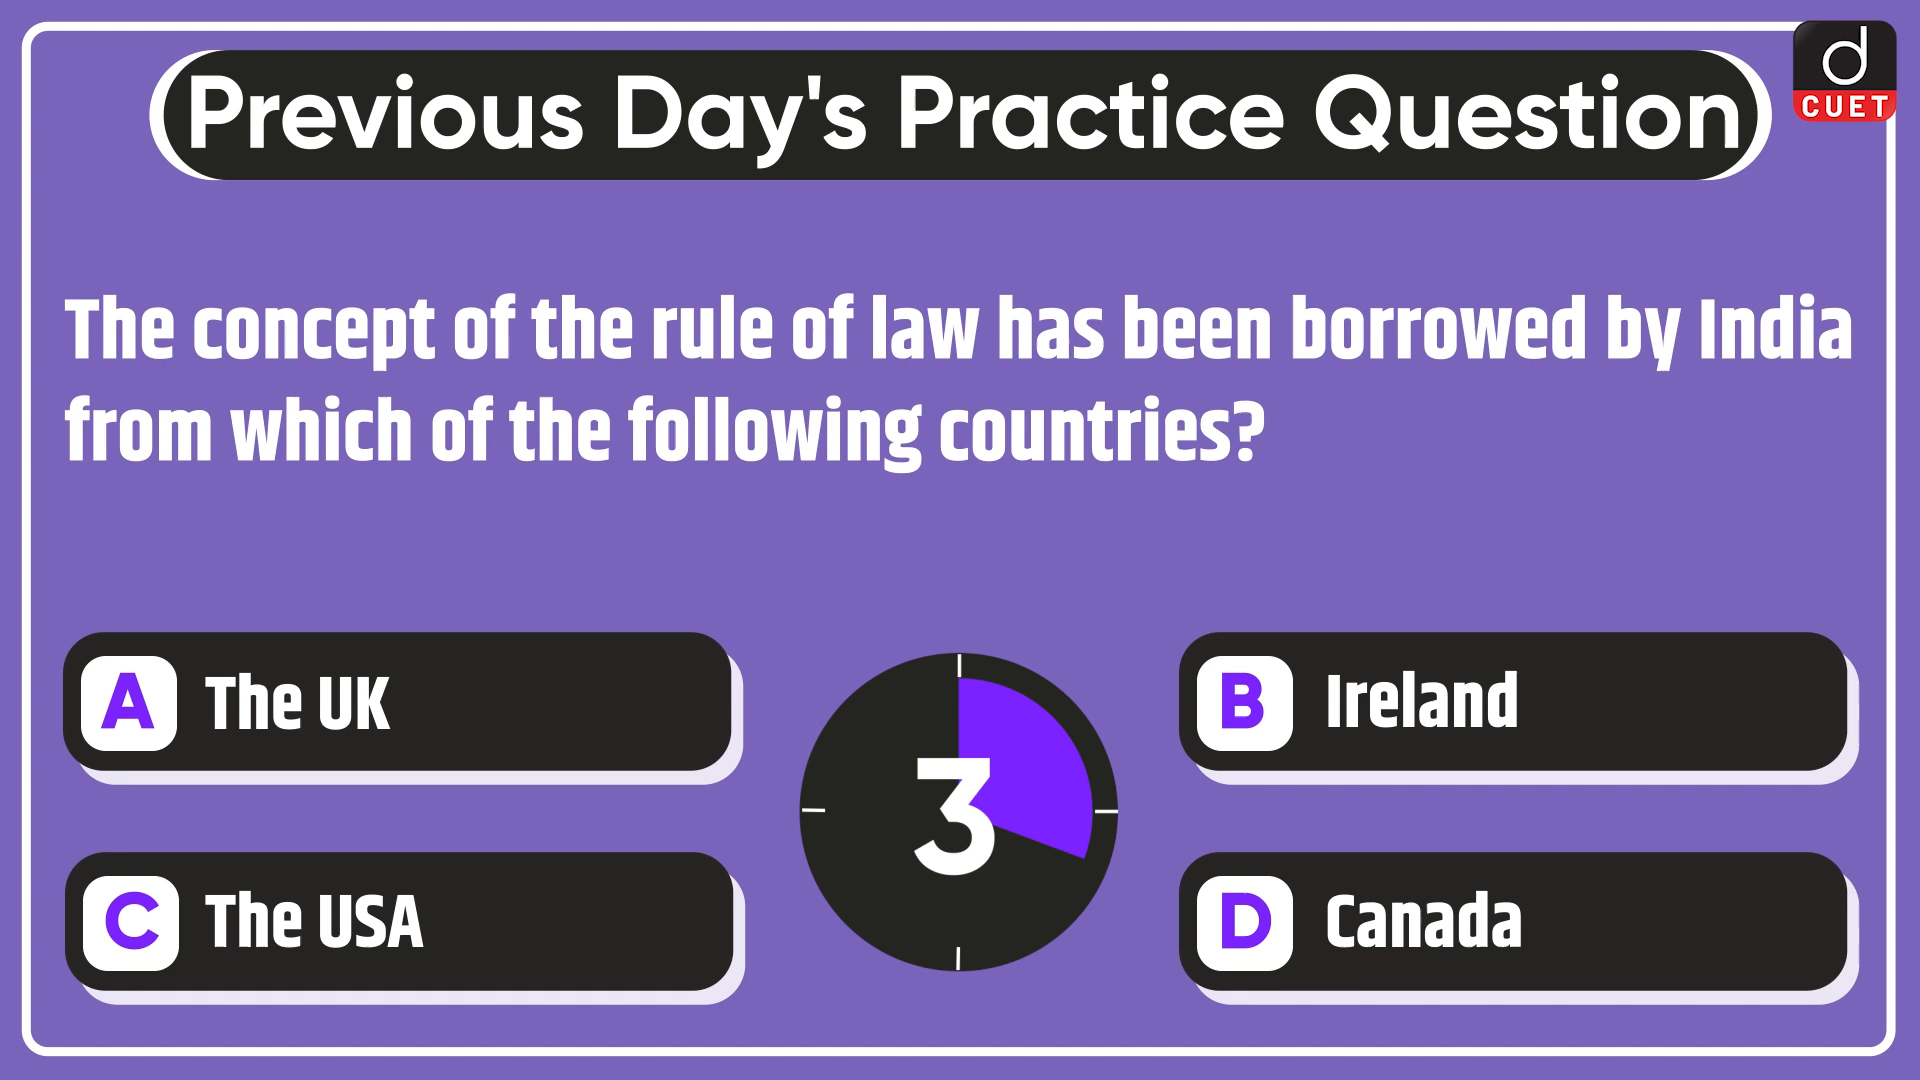 Previous Day's Practice Question
d
CUET
The concept of the rule of law has been borrowed by India
from which of the following countries?
A The UK
B Ireland
3
C The USA
D Canada